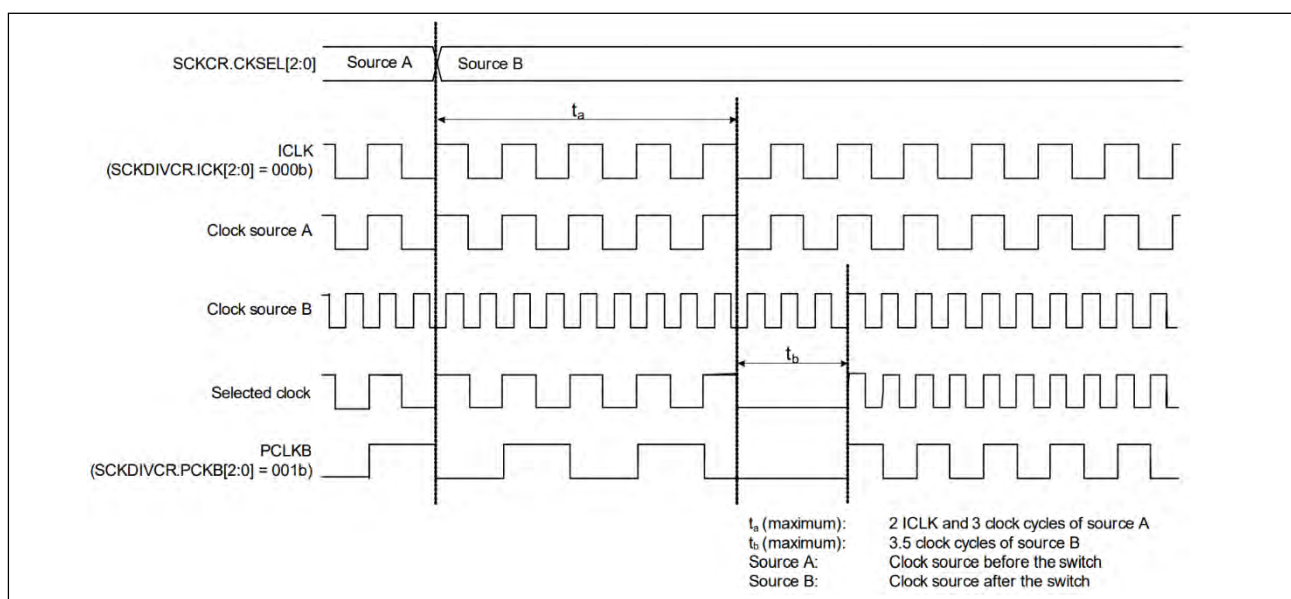 SCKCR.CKSEL[2:0]
Source A
Source B
ta
ICLK
(SCKDIVCR.ICK[2:0] = 000b)
Clock source A
Clock source B
tb
Selected clock
PCLKB
(SCKDIVCR.PCKB[2:0] = 001b)
ta (maximum): 2 ICLK and 3 clock cycles of source A
tb (maximum): 3.5 clock cycles of source B
Source A: Clock source before the switch
Source B: Clock source after the switch